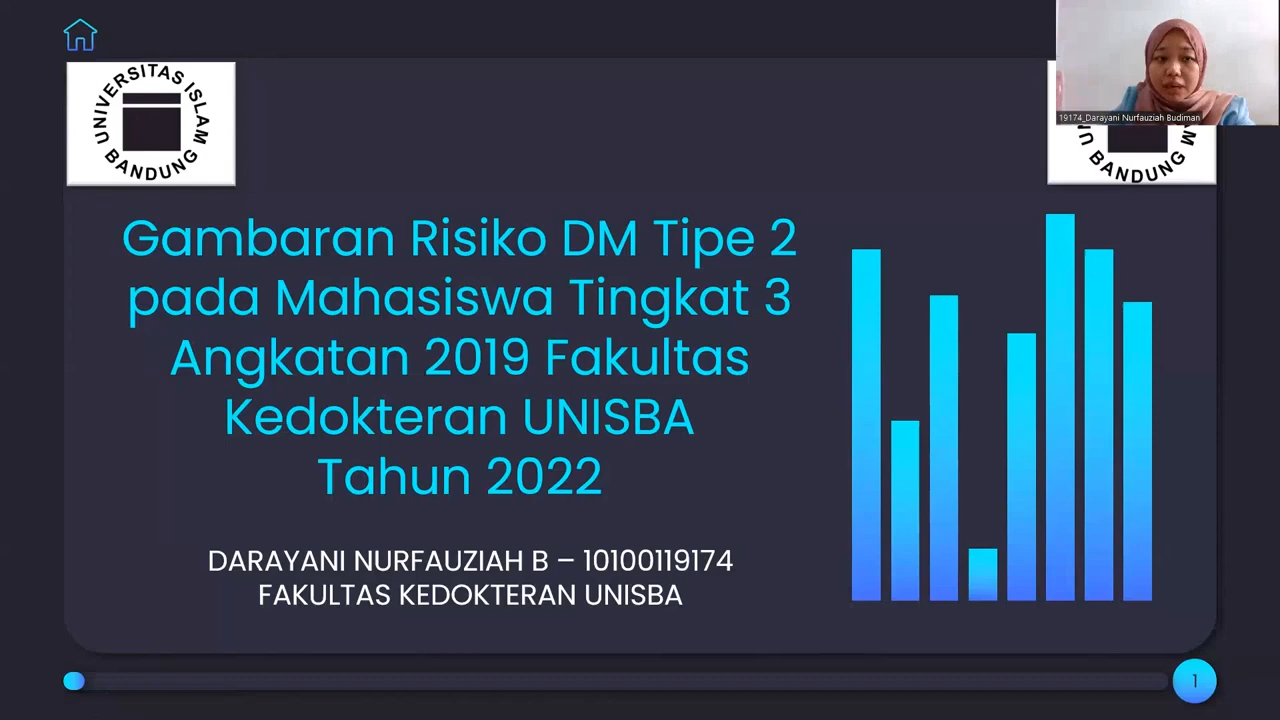 UNIVERSITAS ISLAM BANDUNG
19174_Darayani Nurfauziah Budiman
BANDUNG
Gambaran Risiko DM Tipe 2
pada Mahasiswa Tingkat 3
Angkatan 2019 Fakultas
Kedokteran UNISBA
Tahun 2022
DARAYANI NURFAUZIAH B – 10100119174
FAKULTAS KEDOKTERAN UNISBA
1